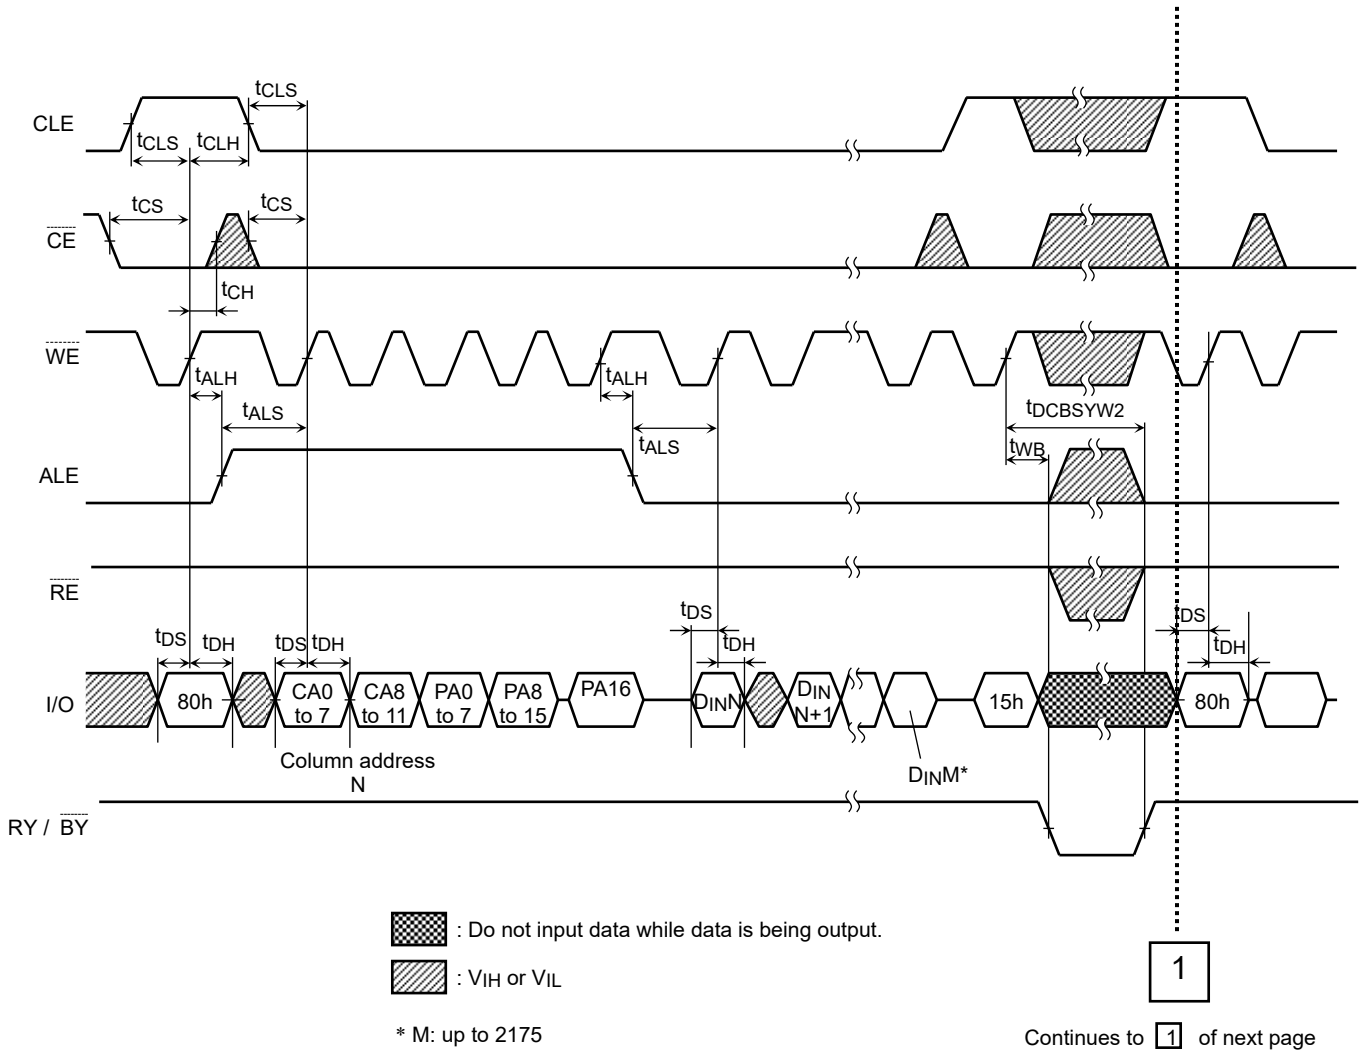 tCLS
CLE
tCLS tCLH
tCS tCS
CE
tCH
WE
tALH tALH
tALS tDCBSYW2
tALS tWB
ALE
RE
tDS tDS
tDS tDH tDS tDH tDH tDH
I/O 80h CA0 to 7 CA8 to 11 PA0 to 7 PA8 to 15 PA16 DINN DIN N+1 15h 80h
Column address
N
DINM*
RY / BY
: Do not input data while data is being output.
: VIH or VIL
1
* M: up to 2175
Continues to 1 of next page